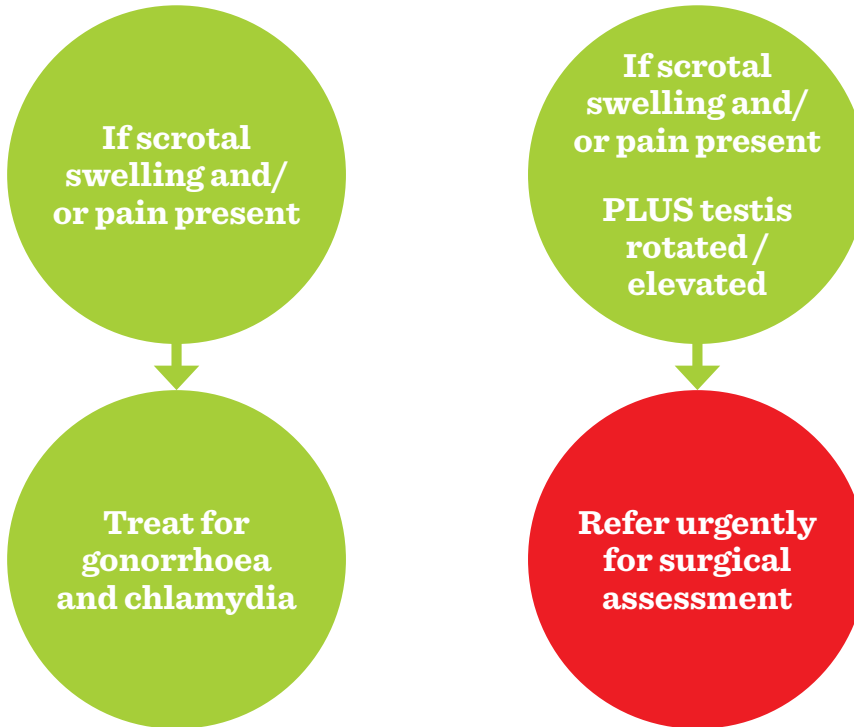 If scrotal
swelling and/
or pain present
Treat for
gonorrhoea
and chlamydia
If scrotal
swelling and/
or pain present
PLUS testis
rotated /
elevated
Refer urgently
for surgical
assessment